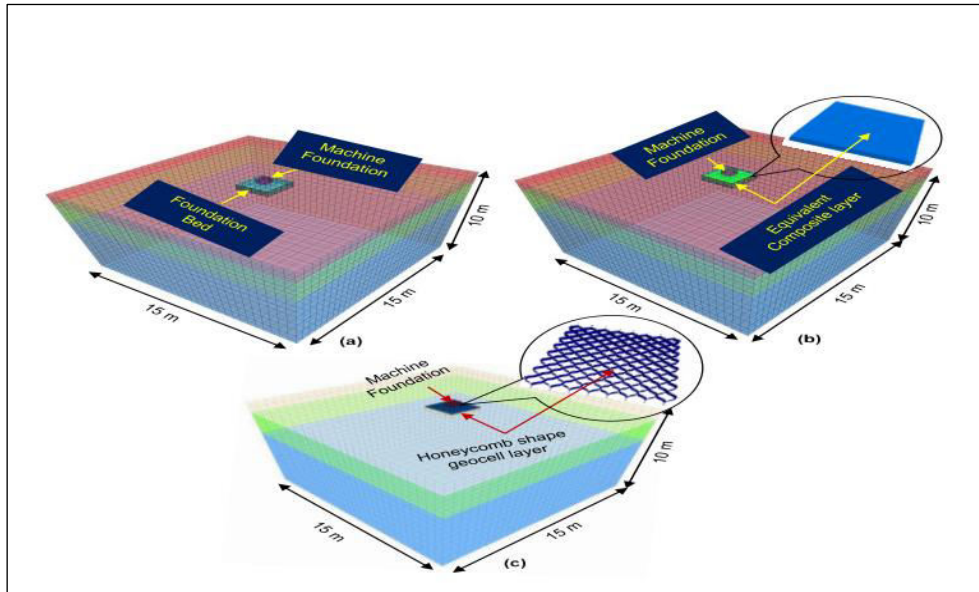 Machine
Foundation
Foundation
Bed
10 m
15 m
15 m
(a)
Machine
Foundation
Equivalent
Composite layer
10 m
15 m
15 m
(b)
Machine
Foundation
Honeycomb shape
geocell layer
10 m
15 m
15 m
(c)